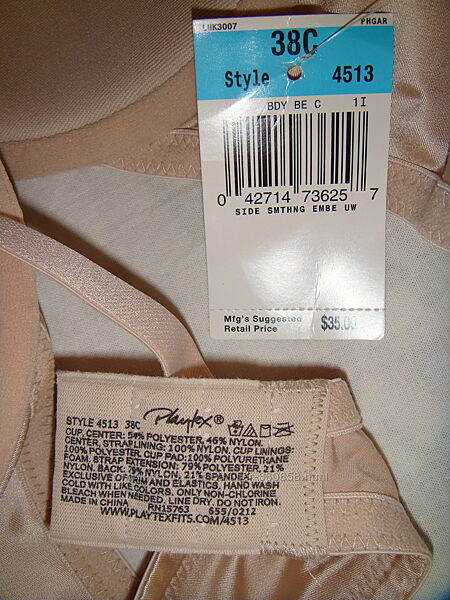 LHK3007 PHGAR
38C
Style 4513
BDY BE C 1I
0 42714 73625 7
SIDE SMTHNG EMBE UW
Mfg's Suggested
Retail Price $35.00
Playtex®
STYLE 4513 38C
CUP, CENTER: 54% POLYESTER, 46% NYLON.
CENTER, STRAP LINING: 100% NYLON. CUP LININGS:
100% POLYESTER. CUP PAD: 100% POLYURETHANE
FOAM. STRAP EXTENSION: 79% POLYESTER, 21%
NYLON. BACK: 79% NYLON, 21% SPANDEX.
EXCLUSIVE OF TRIM AND ELASTICS. HAND WASH
COLD WITH LIKE COLORS. ONLY NON-CHLORINE
BLEACH WHEN NEEDED. LINE DRY. DO NOT IRON.
MADE IN CHINA RN15763 655/0212
WWW.PLAYTEXFITS.COM/4513